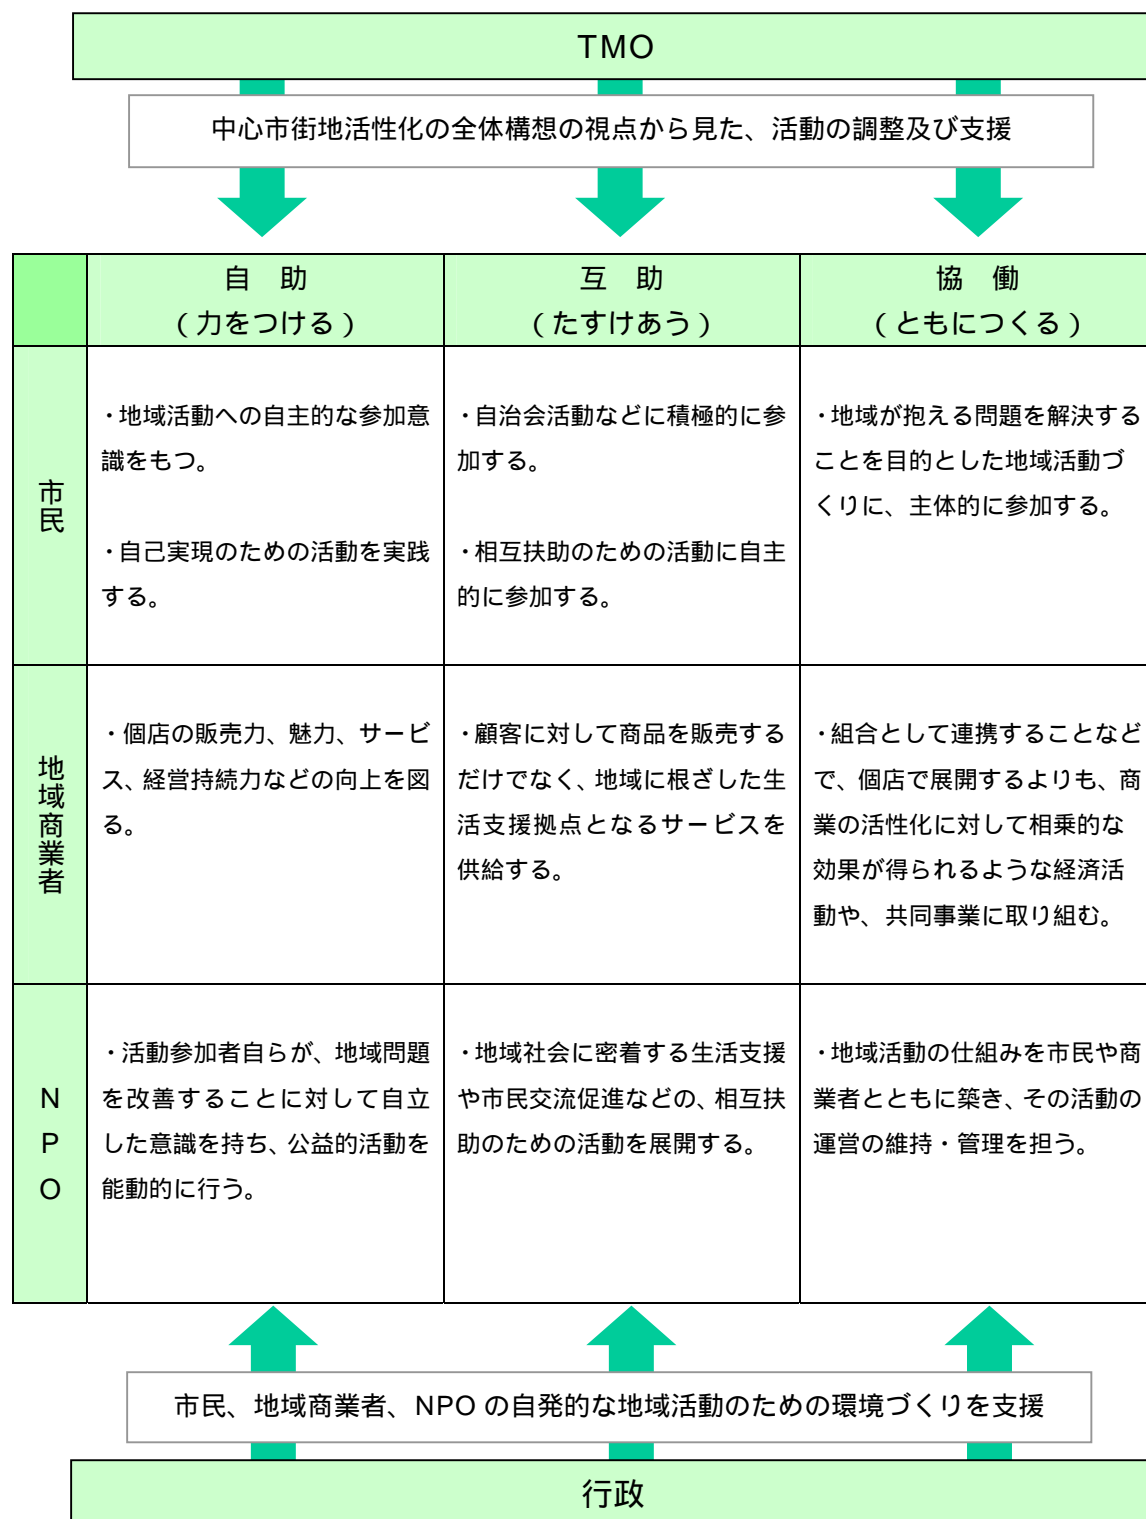 TMO
中心市街地活性化の全体構想の視点から見た、活動の調整及び支援
自　助
（力をつける）
互　助
（たすけあう）
協　働
（ともにつくる）
市民
・地域活動への自主的な参加意
識をもつ。
・自己実現のための活動を実践
する。
・自治会活動などに積極的に参
加する。
・相互扶助のための活動に自主
的に参加する。
・地域が抱える問題を解決する
ことを目的とした地域活動づ
くりに、主体的に参加する。
地域商業者
・個店の販売力、魅力、サービ
ス、経営持続力などの向上を図
る。
・顧客に対して商品を販売する
だけでなく、地域に根ざした生
活支援拠点となるサービスを
供給する。
・組合として連携することなど
で、個店で展開するよりも、商
業の活性化に対して相乗的な
効果が得られるような経済活
動や、共同事業に取り組む。
NPO
・活動参加者自らが、地域問題
を改善することに対して自立
した意識を持ち、公益的活動を
能動的に行う。
・地域社会に密着する生活支援
や市民交流促進などの、相互扶
助のための活動を展開する。
・地域活動の仕組みを市民や商
業者とともに築き、その活動の
運営の維持・管理を担う。
市民、地域商業者、NPO の自発的な地域活動のための環境づくりを支援
行政